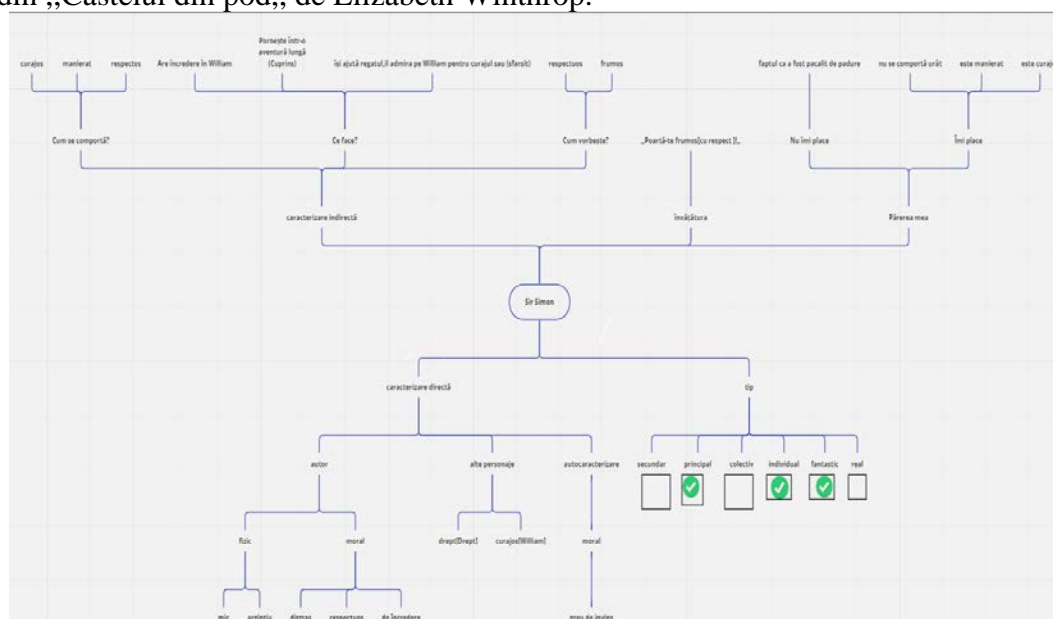 din ,,Castelul din pod,, de Elizabeth Winthrop.
Pornește într-o
aventură lungă
(Cuprins)
curajos manierat respectos Are încredere în William își ajută regatul,il admira pe William pentru curajul sau (sfarsit) respectuos frumos faptul ca a fost pacalit de padure nu se comportă urât este manierat este curajo
Cum se comportă? Ce face? Cum vorbește? ,,Poartă-te frumos[cu respect ]!,, Nu îmi place Îmi place
caracterizare indirectă învățătura Părerea mea
Sir Simon
caracterizare directă tip
autor alte personaje autocaracterizare secundar principal colectiv individual fantastic real
fizic moral drept[Drept] curajos[William] moral
mic argintiu distras respectuos de încredere